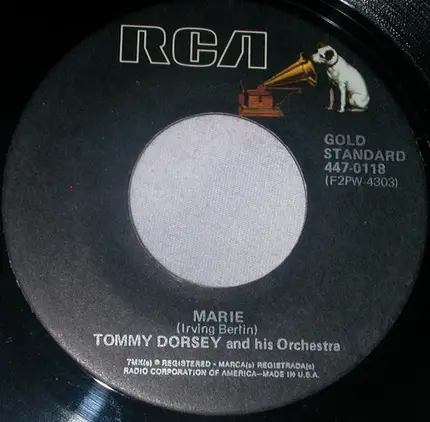 RCA
GOLD
STANDARD
447-0118
(F2PW-4303)
MARIE
(Irving Berlin)
TOMMY DORSEY and his Orchestra
TMK(s) ® REGISTERED • MARCA(s) REGISTRADA(s)
RADIO CORPORATION OF AMERICA—MADE IN U.S.A.